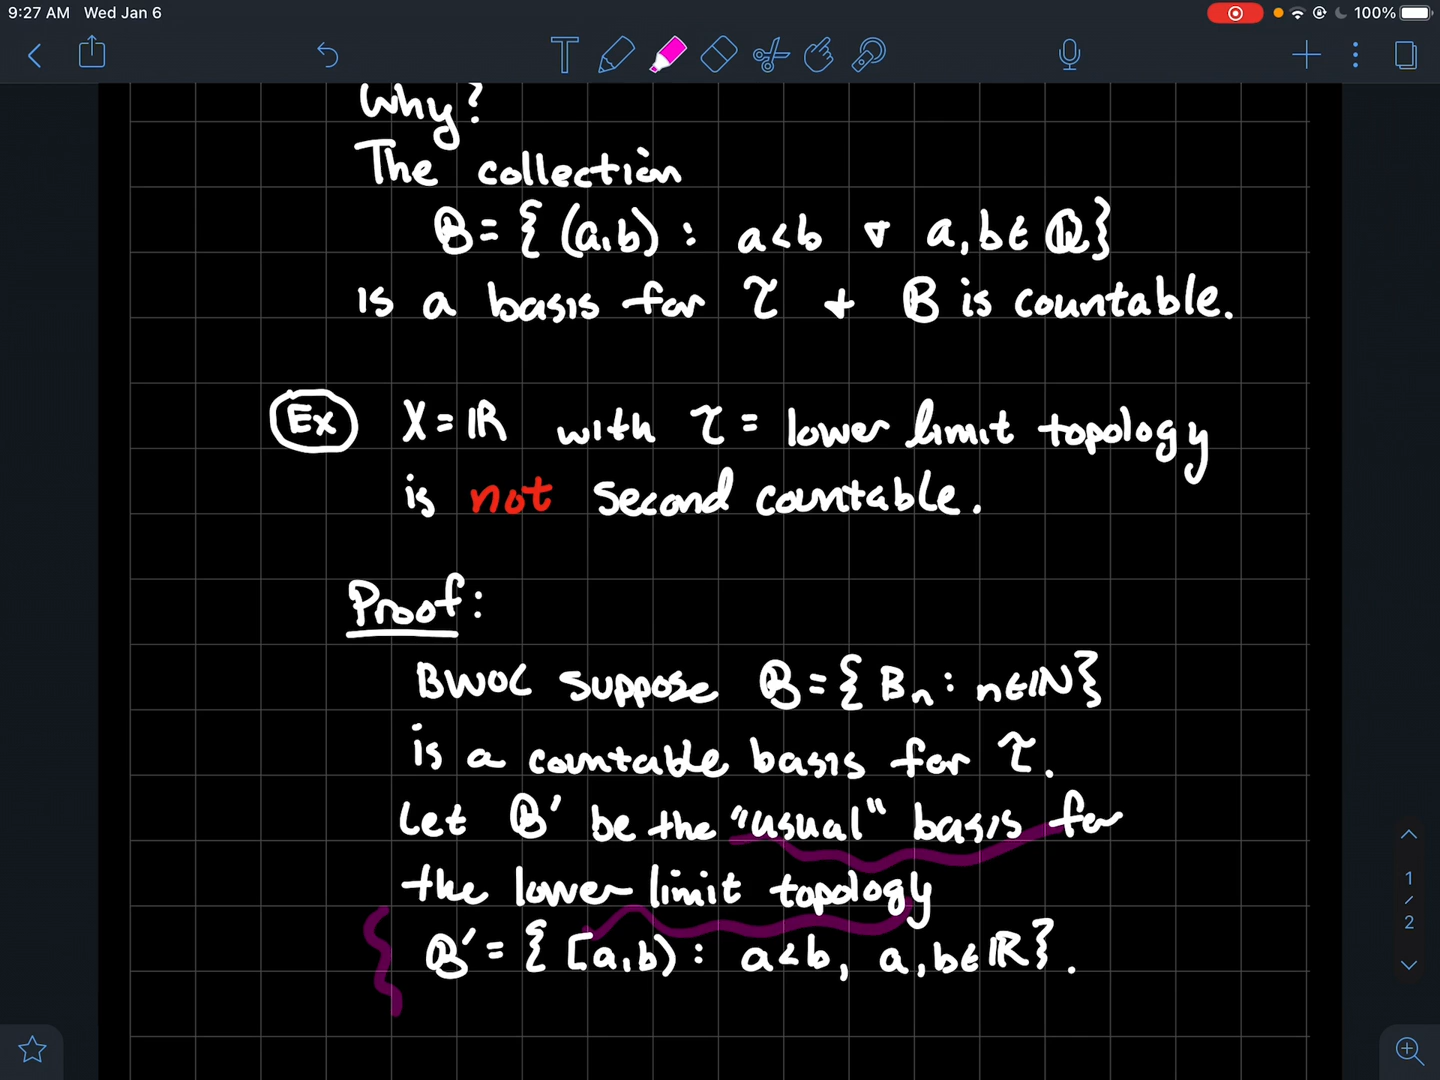 9:27 AM Wed Jan 6 100%
Why?
The collection
ℬ = { (a,b) : a<b & a,b∈ℚ}
is a basis for τ + ℬ is countable.
Ex X=ℝ with τ = lower limit topology
is not second countable.
Proof:
BWOC suppose ℬ={ Bₙ : n∈ℕ}
is a countable basis for τ.
Let ℬ' be the "usual" basis for
the lower limit topology
ℬ' = { [a,b) : a<b, a,b∈ℝ}.
1
/
2